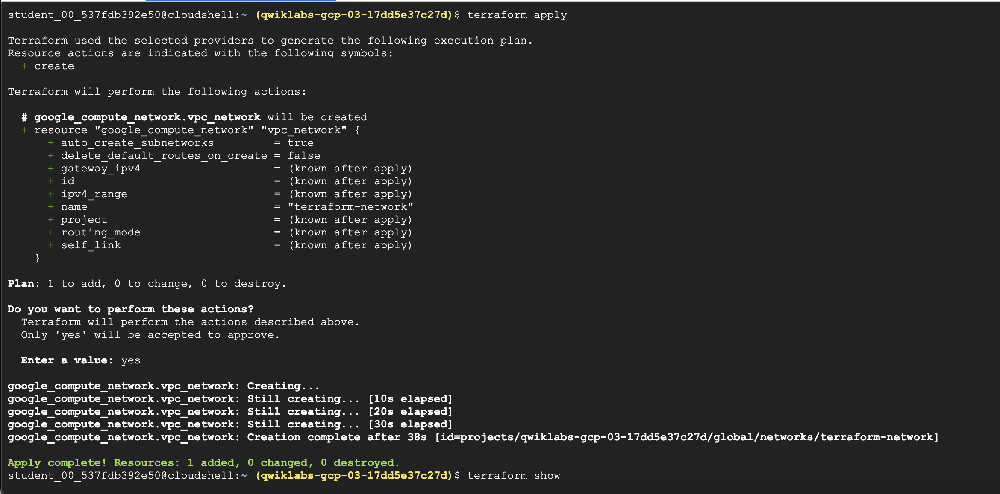 student_00_537fdb392e50@cloudshell:~ (qwiklabs-gcp-03-17dd5e37c27d)$ terraform apply
Terraform used the selected providers to generate the following execution plan.
Resource actions are indicated with the following symbols:
+ create
Terraform will perform the following actions:
# google_compute_network.vpc_network will be created
+ resource "google_compute_network" "vpc_network" {
+ auto_create_subnetworks = true
+ delete_default_routes_on_create = false
+ gateway_ipv4 = (known after apply)
+ id = (known after apply)
+ ipv4_range = (known after apply)
+ name = "terraform-network"
+ project = (known after apply)
+ routing_mode = (known after apply)
+ self_link = (known after apply)
}
Plan: 1 to add, 0 to change, 0 to destroy.
Do you want to perform these actions?
Terraform will perform the actions described above.
Only 'yes' will be accepted to approve.
Enter a value: yes
google_compute_network.vpc_network: Creating...
google_compute_network.vpc_network: Still creating... [10s elapsed]
google_compute_network.vpc_network: Still creating... [20s elapsed]
google_compute_network.vpc_network: Still creating... [30s elapsed]
google_compute_network.vpc_network: Creation complete after 38s [id=projects/qwiklabs-gcp-03-17dd5e37c27d/global/networks/terraform-network]
Apply complete! Resources: 1 added, 0 changed, 0 destroyed.
student_00_537fdb392e50@cloudshell:~ (qwiklabs-gcp-03-17dd5e37c27d)$ terraform show